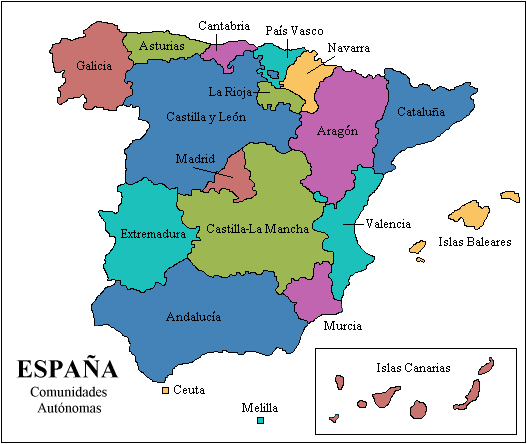 Cantabria
País Vasco
Asturias
Navarra
Galicia
La Rioja
Castilla y León
Cataluña
Aragón
Madrid
Valencia
Extremadura
Castilla-La Mancha
Islas Baleares
Andalucía
Murcia
ESPAÑA
Comunidades
Autónomas
Ceuta
Melilla
Islas Canarias